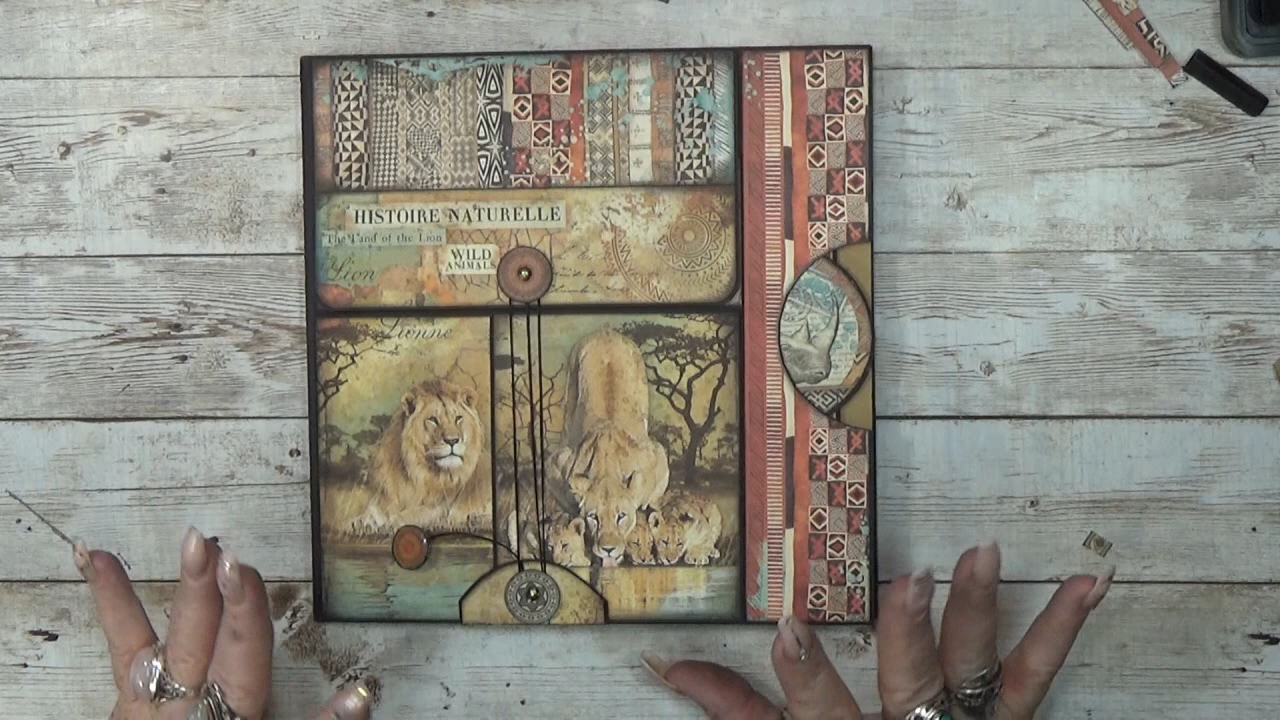 HISTOIRE NATURELLE
The Land of the Lion
WILD
ANIMALS
Lion
Lionne